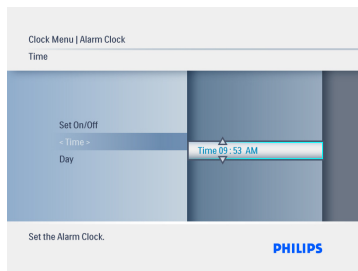 Clock Menu | Alarm Clock
Time
Set On/Off
< Time >
Time 09 : 53 AM
Day
Set the Alarm Clock.
PHILIPS